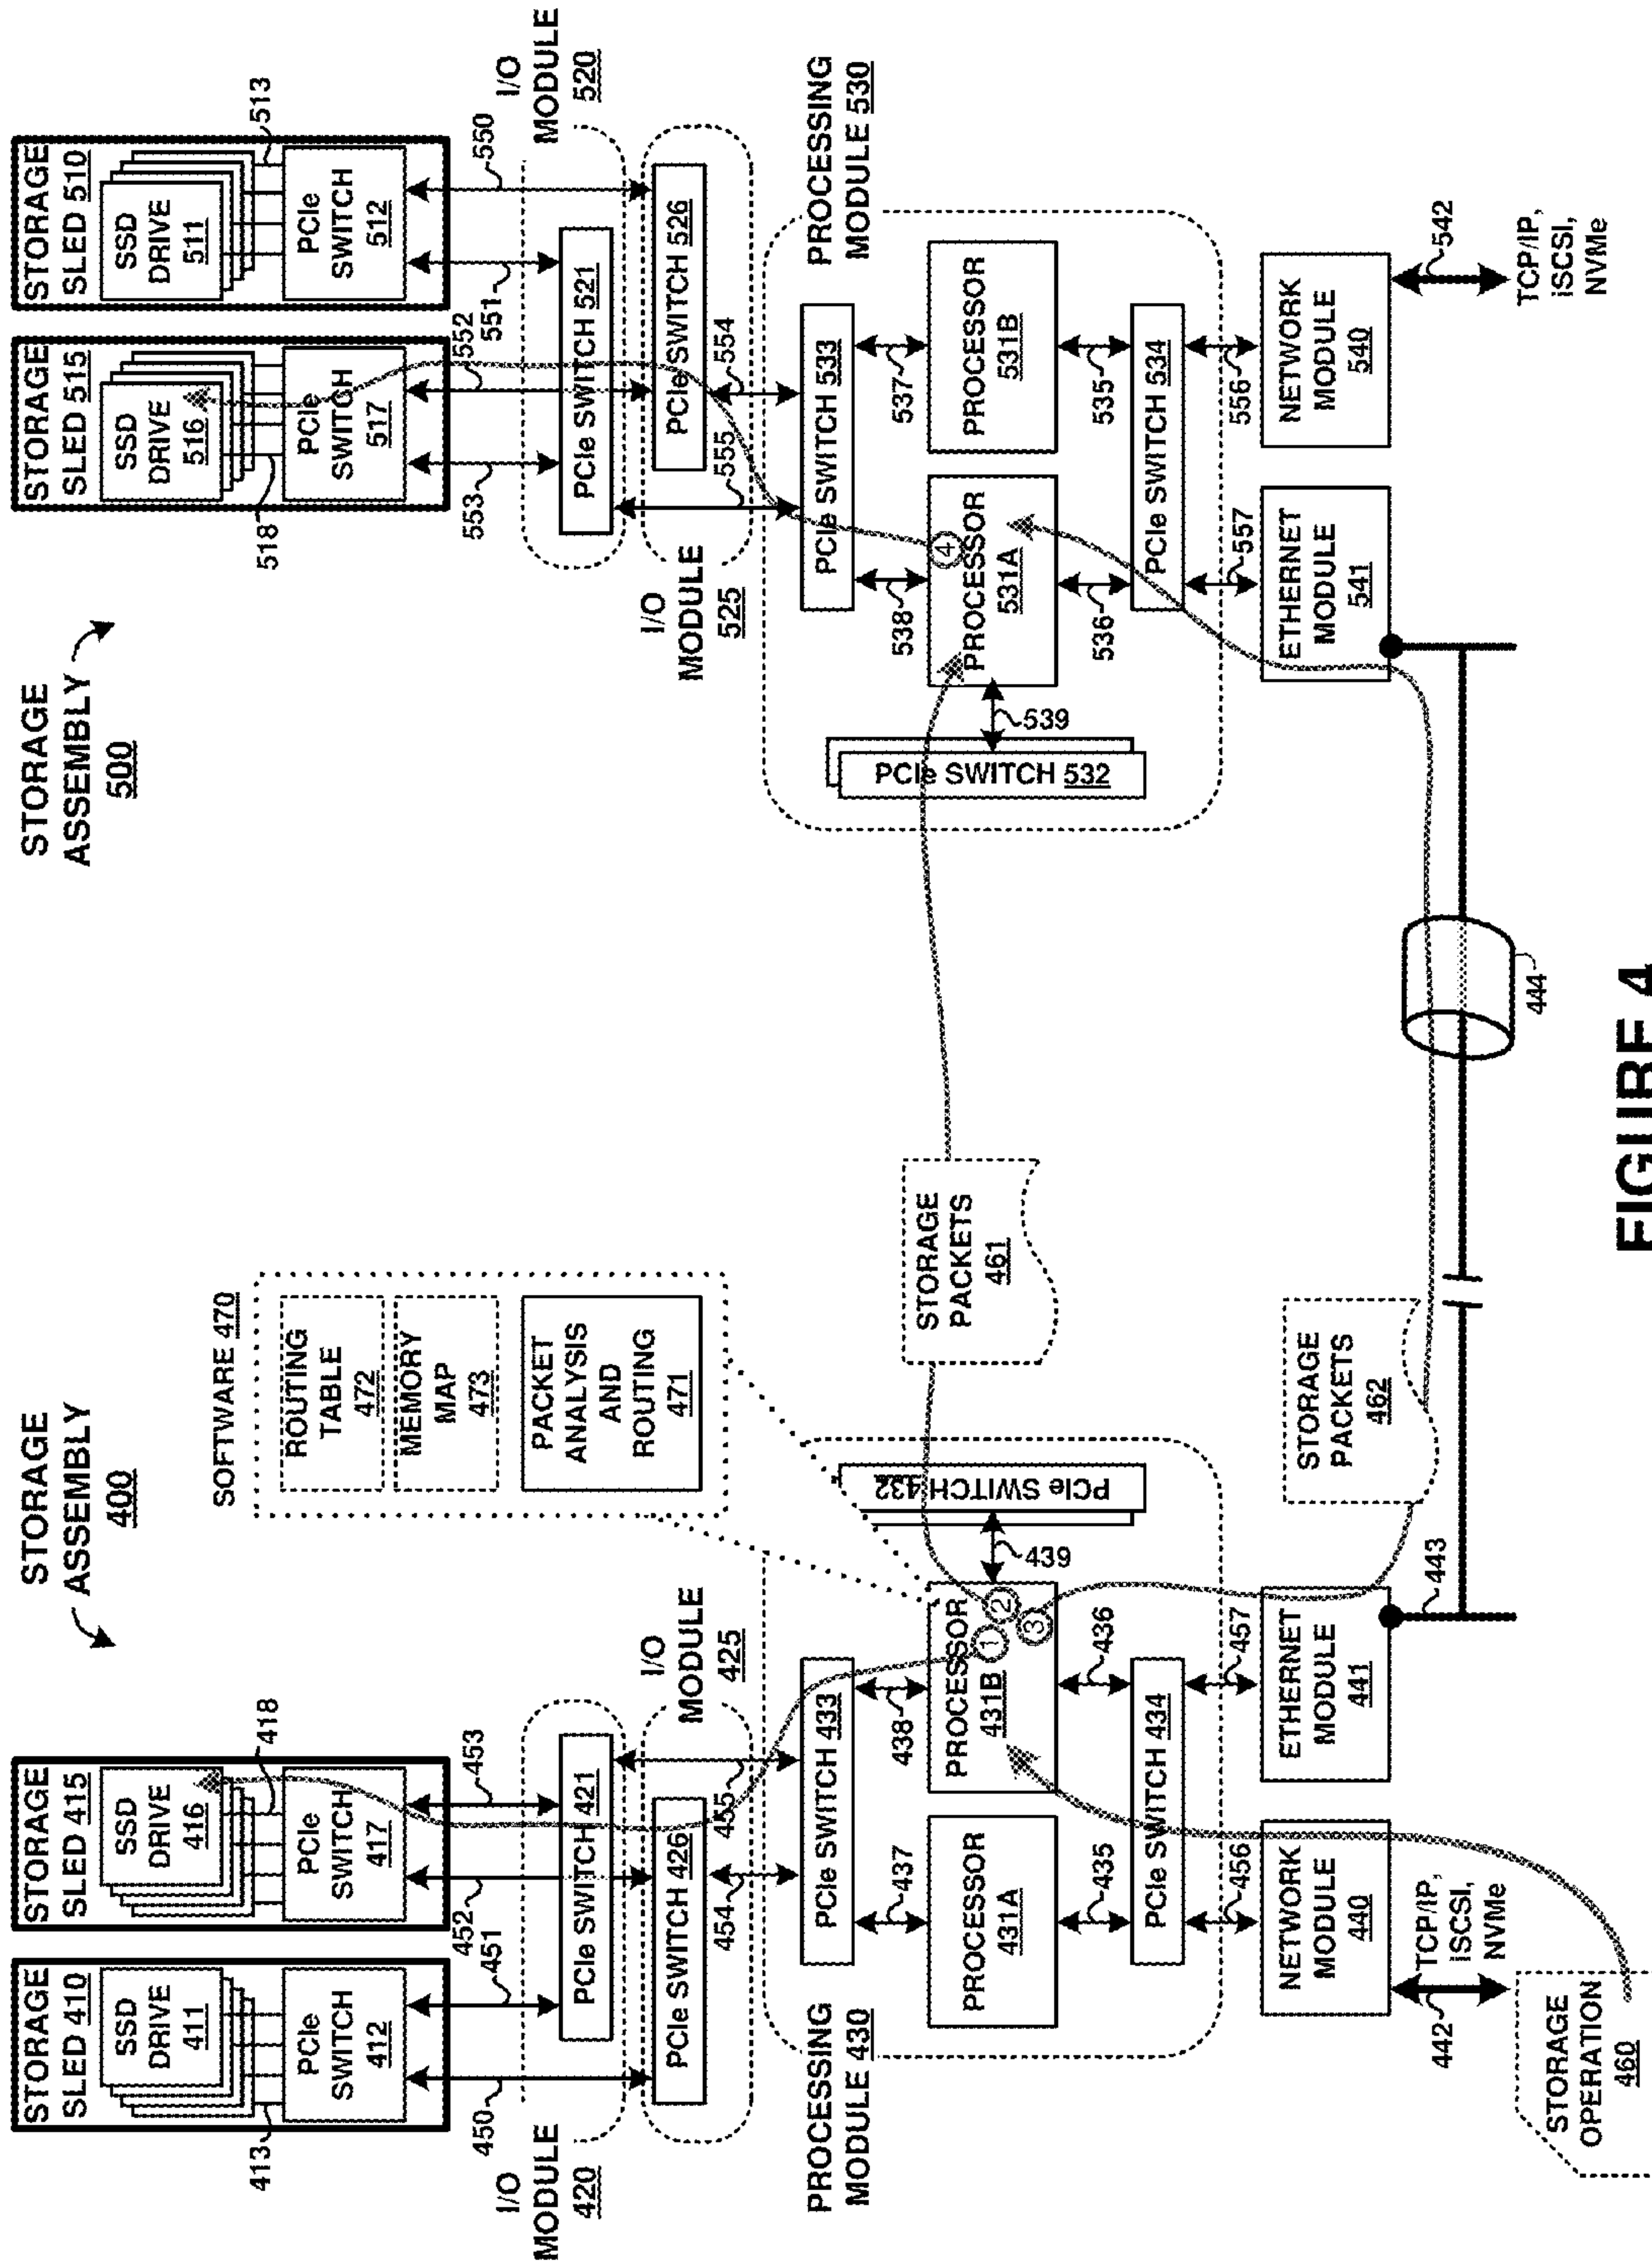 STORAGE
ASSEMBLY
400
STORAGE
ASSEMBLY
500
STORAGE
SLED 410
SSD
DRIVE
411
PCIe
SWITCH
412
413
STORAGE
SLED 415
SSD
DRIVE
416
PCIe
SWITCH
417
418
450
451
452
453
I/O
MODULE
420
PCIe SWITCH 421
PCIe SWITCH 426
I/O
MODULE
425
454
455
SOFTWARE 470
ROUTING
TABLE
472
MEMORY
MAP
473
PACKET
ANALYSIS
AND
ROUTING
471
PROCESSING
MODULE 430
PCIe SWITCH 433
437
438
PROCESSOR
431A
PROCESSOR
431B
1
2
3
439
PCIe SWITCH 432
435
436
PCIe SWITCH 434
456
457
NETWORK
MODULE
440
ETHERNET
MODULE
441
442
TCP/IP,
iSCSI,
NVMe
443
STORAGE
OPERATION
460
STORAGE
PACKETS
461
STORAGE
PACKETS
462
444
STORAGE
SLED 515
SSD
DRIVE
516
PCIe
SWITCH
517
518
STORAGE
SLED 510
SSD
DRIVE
511
PCIe
SWITCH
512
513
553
552
551
550
I/O
MODULE
520
PCIe SWITCH 521
PCIe SWITCH 526
I/O
MODULE
525
555
554
PROCESSING
MODULE 530
PCIe SWITCH 533
538
537
4
PROCESSOR
531A
PROCESSOR
531B
539
PCIe SWITCH 532
536
535
PCIe SWITCH 534
557
556
ETHERNET
MODULE
541
NETWORK
MODULE
540
542
TCP/IP,
iSCSI,
NVMe
FIGURE 4